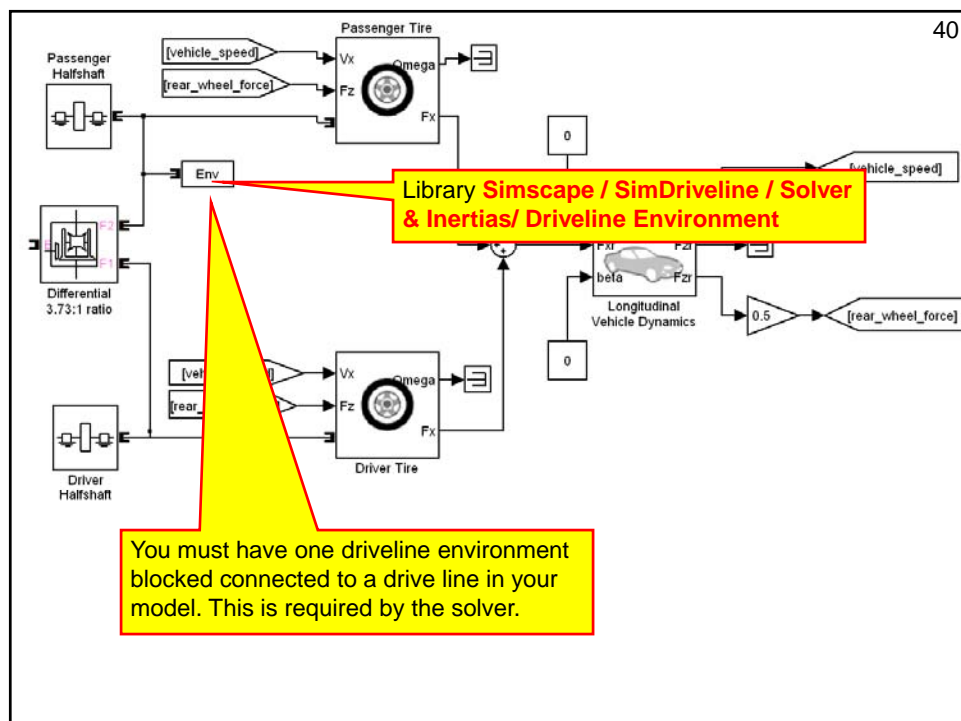 40
Passenger Tire
[vehicle_speed]
Vx
Omega
Passenger
Halfshaft
[rear_wheel_force]
Fz
Fx
0
Env
Library Simscape / SimDriveline / Solver
& Inertias/ Driveline Environment
[vehicle_speed]
F2
F1
Differential
3.73:1 ratio
Fxr
Fzf
beta
Fzr
Longitudinal
Vehicle Dynamics
0.5
[rear_wheel_force]
0
Vx
Omega
Fz
Fx
Driver Tire
Driver
Halfshaft
You must have one driveline environment
blocked connected to a drive line in your
model. This is required by the solver.